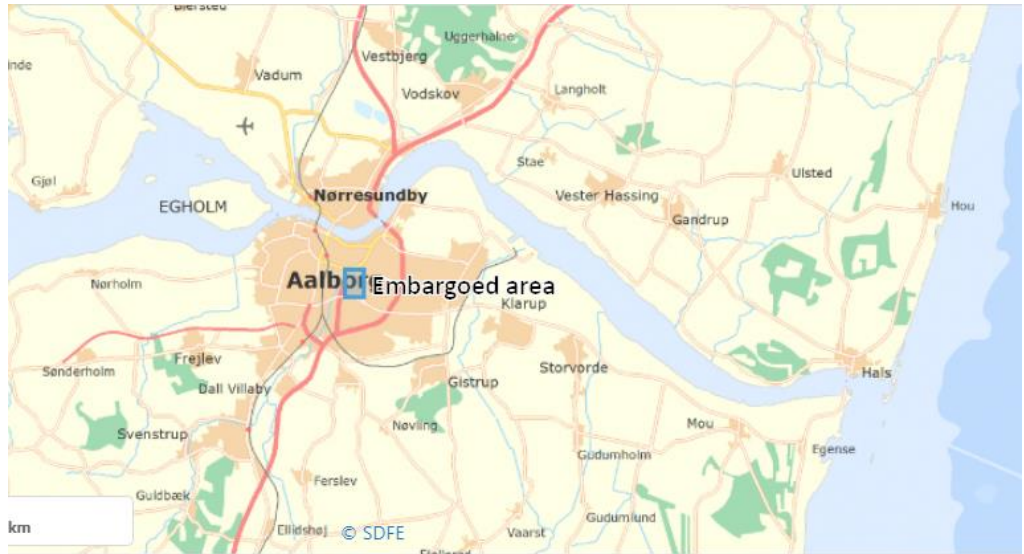 Uggerhalne
Vestbjerg
Vadum
Vodskov
Langholt
Stae
Ulsted
Gjøl
EGHOLM
Nørresundby
Vester Hassing
Hou
Gandrup
Nørholm
Aalborg
Embargoed area
Klarup
Frejlev
Sønderholm
Storvorde
Hals
Dall Villaby
Gistrup
Svenstrup
Nøvling
Mou
Gudumholm
Egense
Guldbæk
Ferslev
Gudumlund
km
Ellidshøj
© SDFE
Vaarst